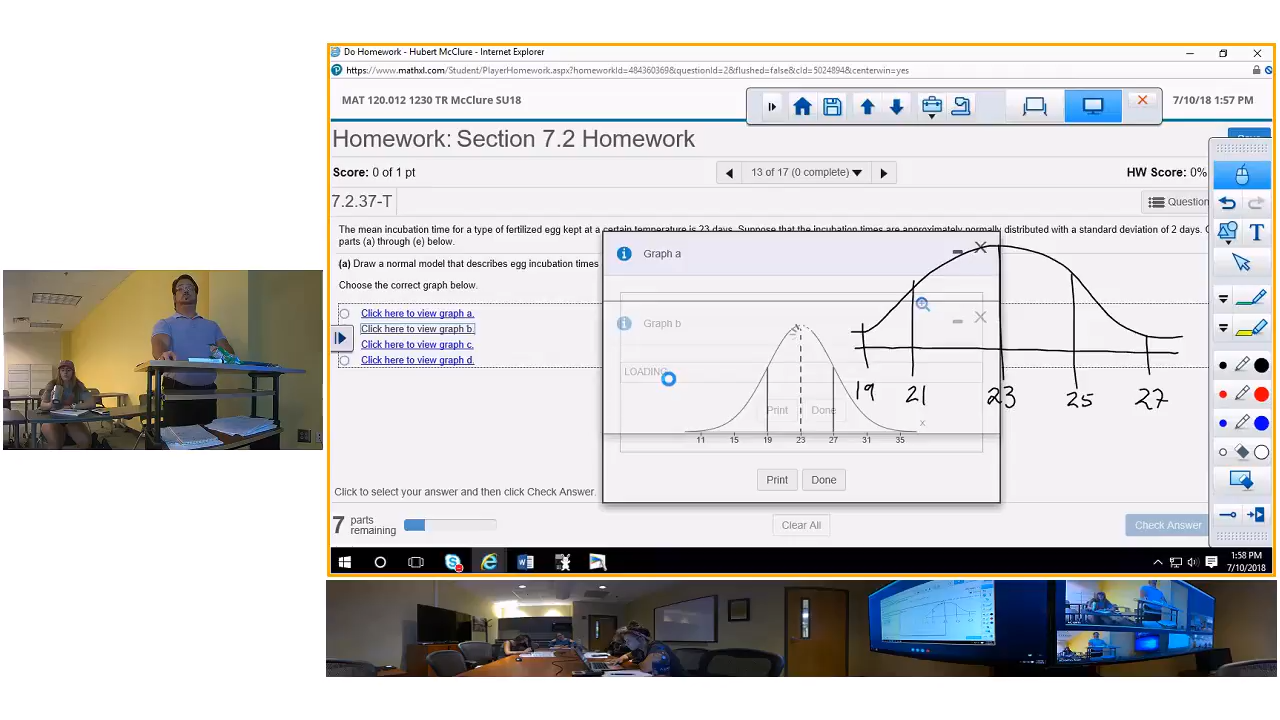 Do Homework - Hubert McClure - Internet Explorer
https://www.mathxl.com/Student/PlayerHomework.aspx?homeworkId=484360369&questionId=2&flushed=false&cId=5024894&centerwin=yes
MAT 120.012 1230 TR McClure SU18
7/10/18 1:57 PM
Homework: Section 7.2 Homework
Score: 0 of 1 pt
13 of 17 (0 complete)
HW Score: 0%
7.2.37-T
Question
The mean incubation time for a type of fertilized egg kept at a certain temperature is 23 days. Suppose that the incubation times are approximately normally distributed with a standard deviation of 2 days.
parts (a) through (e) below.
(a) Draw a normal model that describes egg incubation times
Choose the correct graph below.
Click here to view graph a.
Click here to view graph b.
Click here to view graph c.
Click here to view graph d.
Graph a
Graph b
LOADING
Print
Done
x
11 15 19 23 27 31 35
Print
Done
19 21 23 25 27
T
Click to select your answer and then click Check Answer.
7 parts remaining
Clear All
Check Answer
1:58 PM
7/10/2018